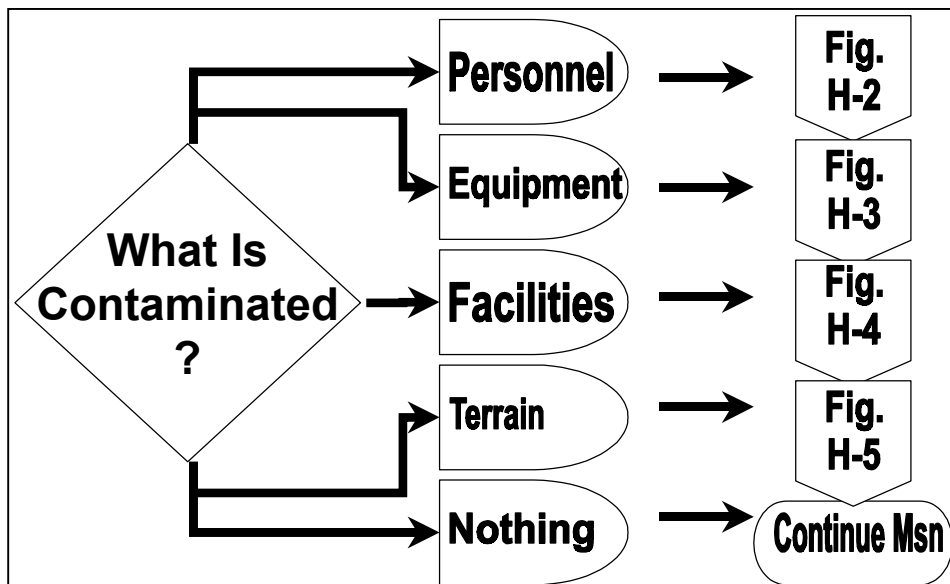 What Is
Contaminated
?
Personnel
Fig.
H-2
Equipment
Fig.
H-3
Facilities
Fig.
H-4
Terrain
Fig.
H-5
Nothing
Continue Msn